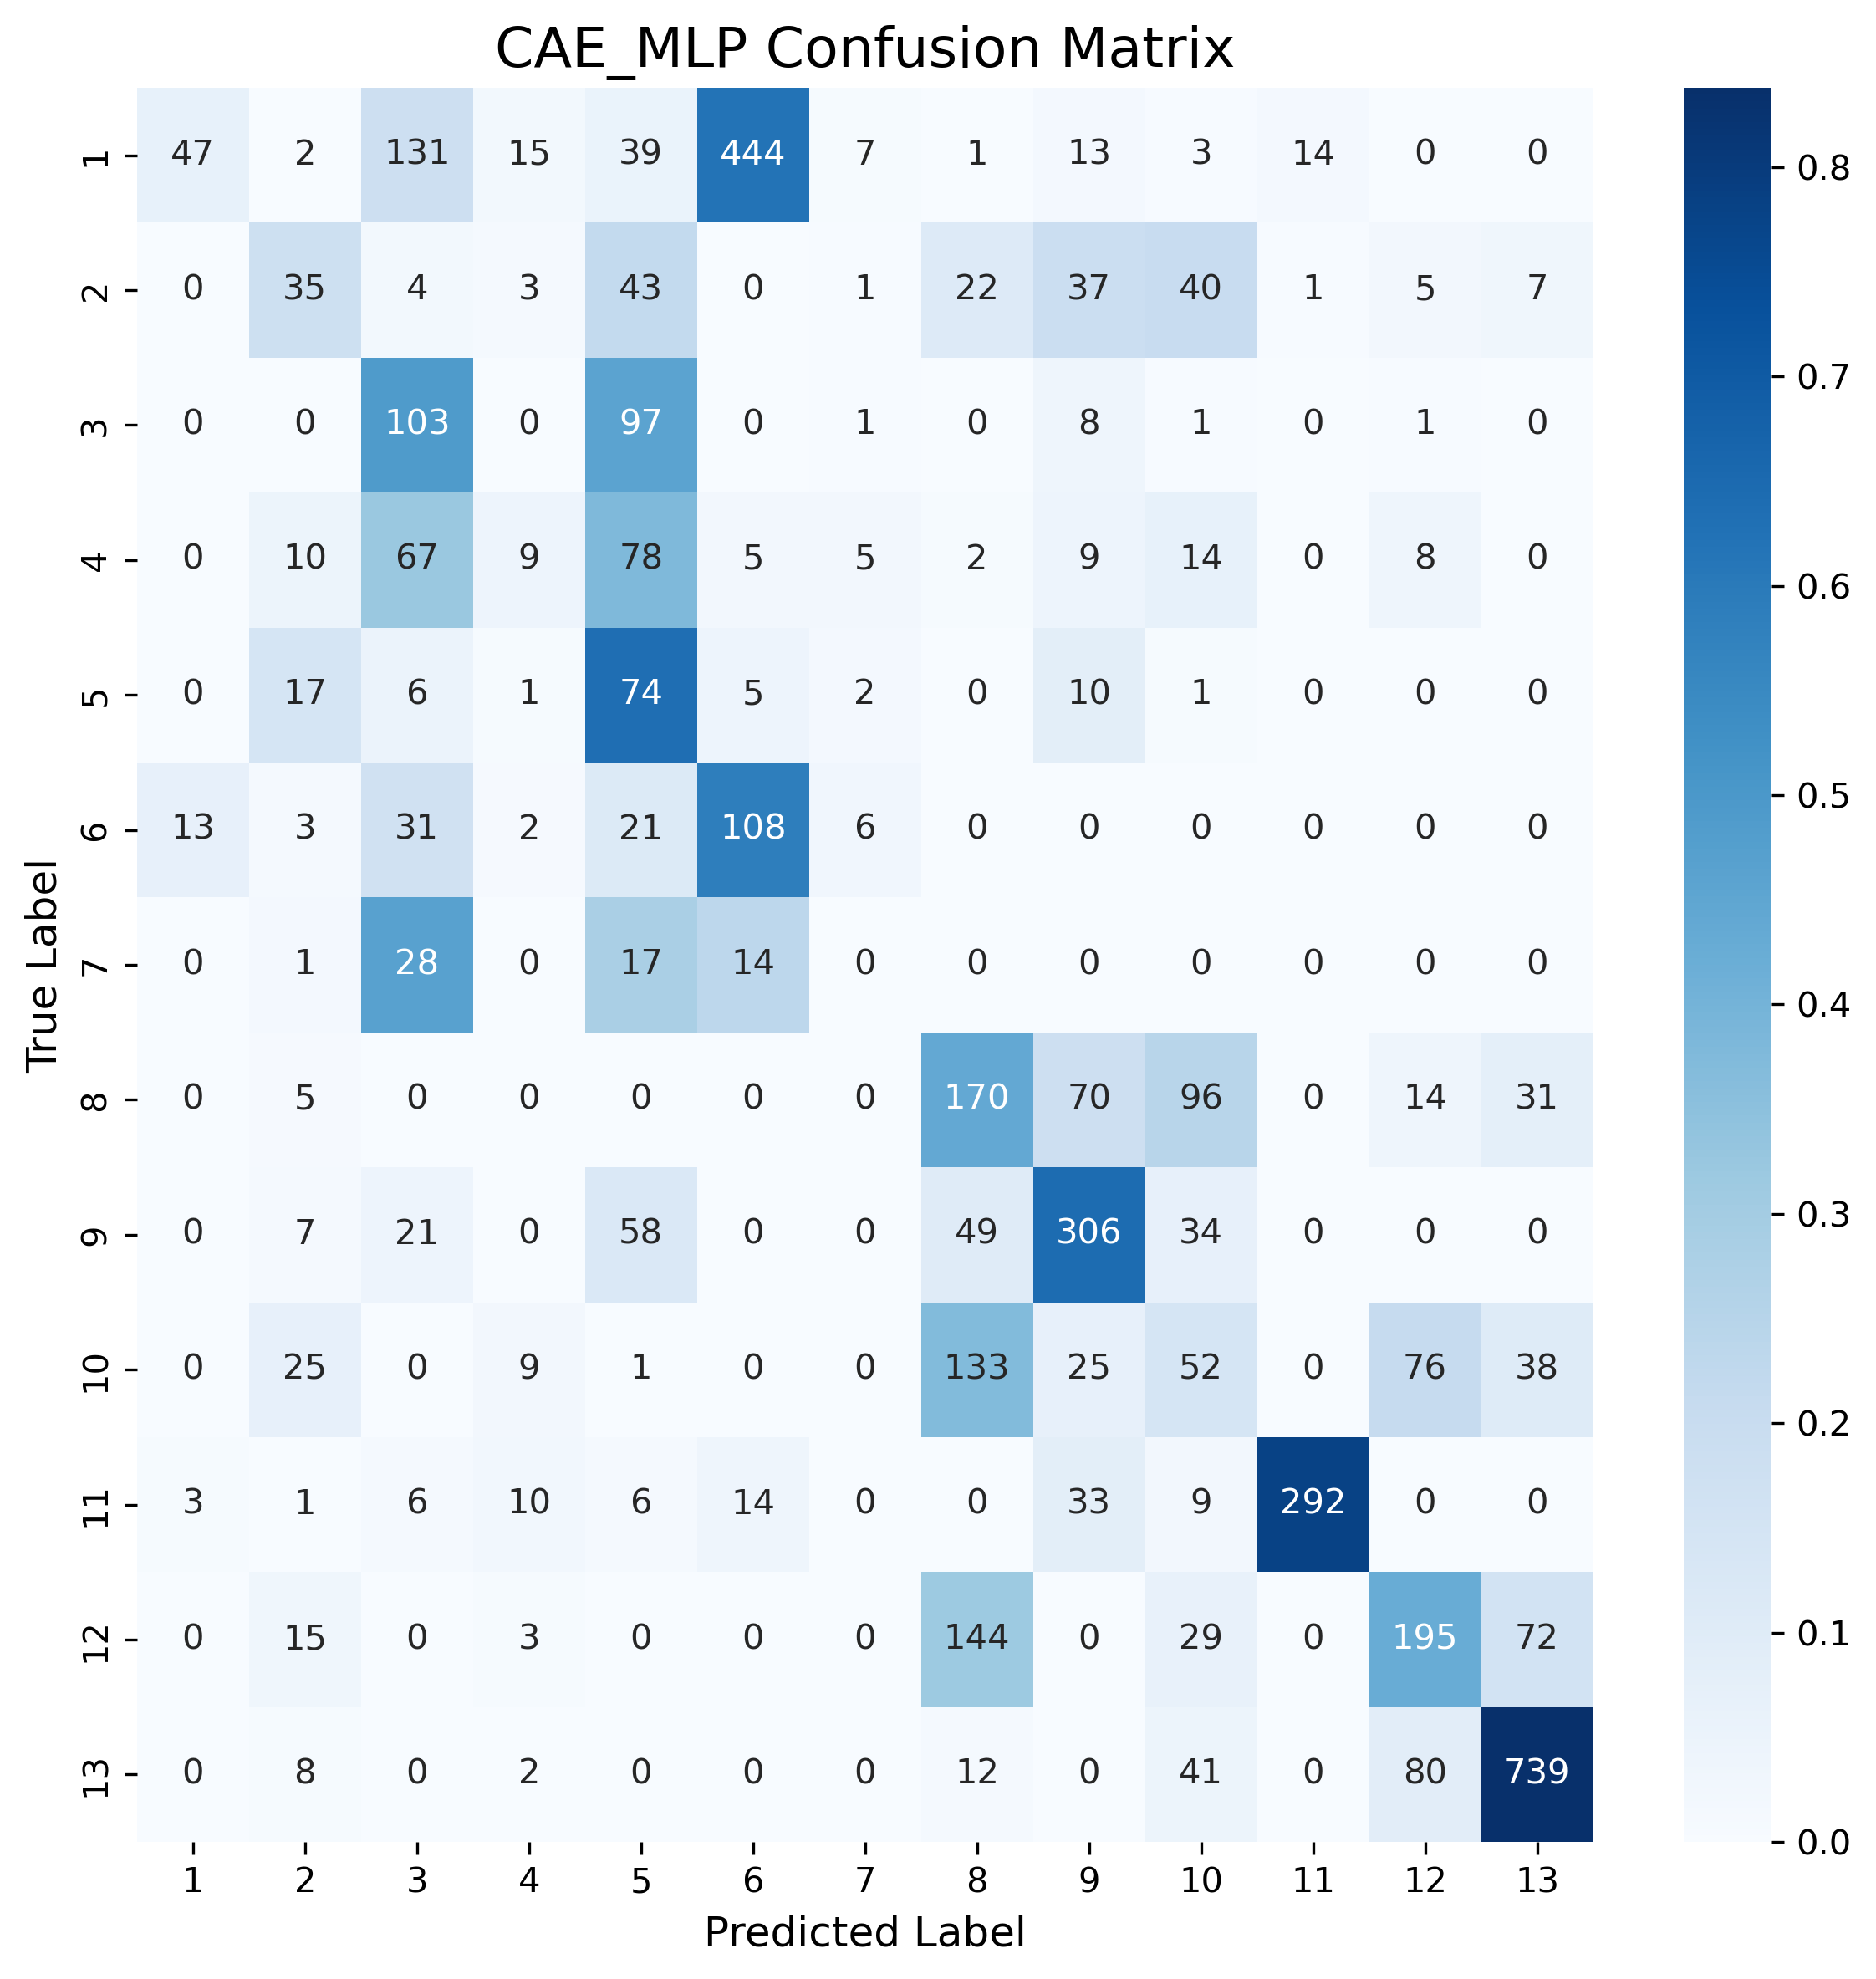 CAE_MLP Confusion Matrix
1 47 2 131 15 39 444 7 1 13 3 14 0 0
2 0 35 4 3 43 0 1 22 37 40 1 5 7
3 0 0 103 0 97 0 1 0 8 1 0 1 0
4 0 10 67 9 78 5 5 2 9 14 0 8 0
5 0 17 6 1 74 5 2 0 10 1 0 0 0
6 13 3 31 2 21 108 6 0 0 0 0 0 0
7 0 1 28 0 17 14 0 0 0 0 0 0 0
8 0 5 0 0 0 0 0 170 70 96 0 14 31
9 0 7 21 0 58 0 0 49 306 34 0 0 0
10 0 25 0 9 1 0 0 133 25 52 0 76 38
11 3 1 6 10 6 14 0 0 33 9 292 0 0
12 0 15 0 3 0 0 0 144 0 29 0 195 72
13 0 8 0 2 0 0 0 12 0 41 0 80 739
1 2 3 4 5 6 7 8 9 10 11 12 13
Predicted Label
True Label
0.8
0.7
0.6
0.5
0.4
0.3
0.2
0.1
0.0